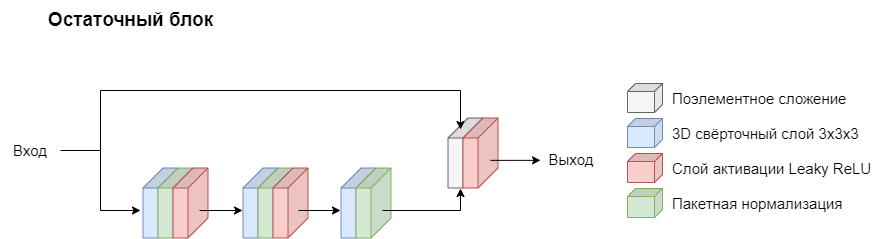 Остаточный блок
Вход
Выход
Поэлементное сложение
3D свёрточный слой 3x3x3
Слой активации Leaky ReLU
Пакетная нормализация